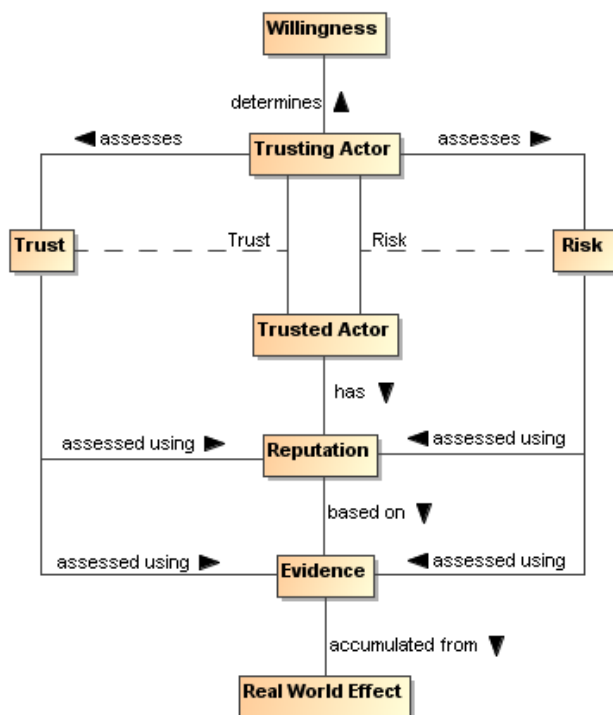 Willingness
determines
assesses
assesses
Trusting Actor
Trust
Trust
Risk
Risk
Trusted Actor
has
assessed using
assessed using
Reputation
based on
assessed using
assessed using
Evidence
accumulated from
Real World Effect